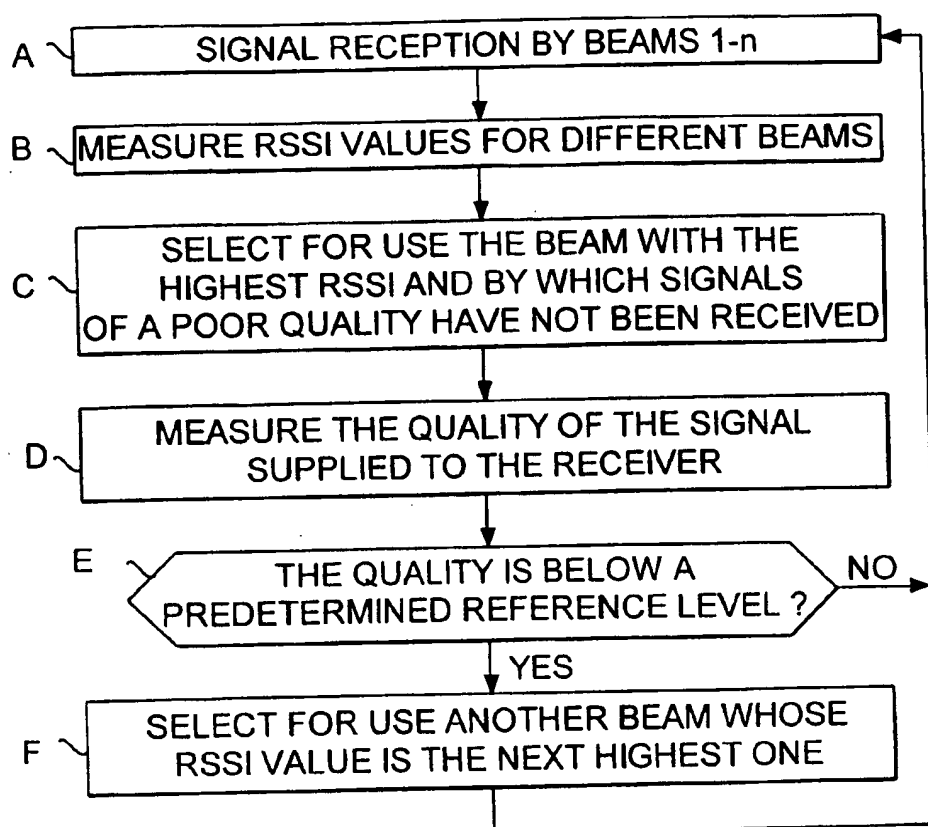 A
SIGNAL RECEPTION BY BEAMS 1-n
B
MEASURE RSSI VALUES FOR DIFFERENT BEAMS
C
SELECT FOR USE THE BEAM WITH THE
HIGHEST RSSI AND BY WHICH SIGNALS
OF A POOR QUALITY HAVE NOT BEEN RECEIVED
D
MEASURE THE QUALITY OF THE SIGNAL
SUPPLIED TO THE RECEIVER
E
THE QUALITY IS BELOW A
PREDETERMINED REFERENCE LEVEL ?
NO
YES
F
SELECT FOR USE ANOTHER BEAM WHOSE
RSSI VALUE IS THE NEXT HIGHEST ONE